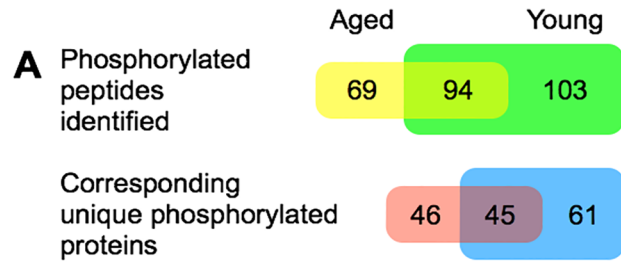 Aged Young
A Phosphorylated
peptides
identified
69 94 103
Corresponding
unique phosphorylated
proteins
46 45 61